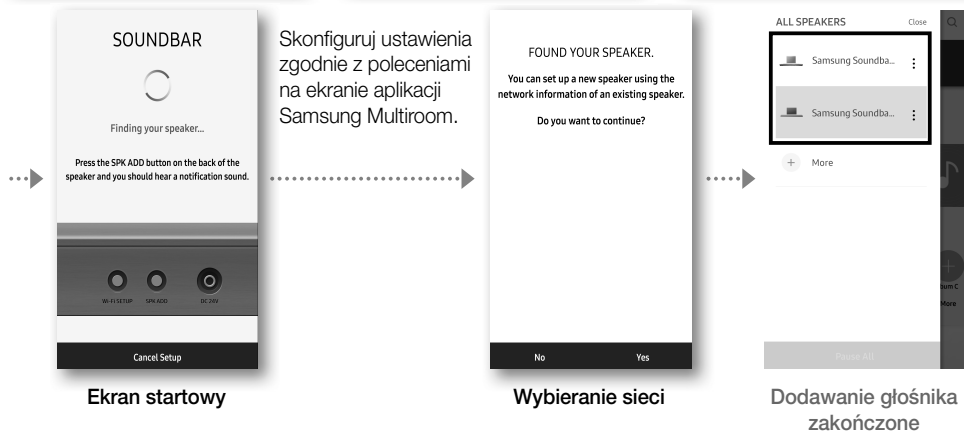 SOUNDBAR
Finding your speaker...
Press the SPK ADD button on the back of the
speaker and you should hear a notification sound.
Wi-Fi SETUP
SPK ADD
DC 24V
Cancel Setup
Ekran startowy
Skonfiguruj ustawienia
zgodnie z poleceniami
na ekranie aplikacji
Samsung Multiroom.
FOUND YOUR SPEAKER.
You can set up a new speaker using the
network information of an existing speaker.
Do you want to continue?
No
Yes
Wybieranie sieci
ALL SPEAKERS
Close
Samsung Soundba...
Samsung Soundba...
More
Pause All
More
Dodawanie głośnika
zakończone